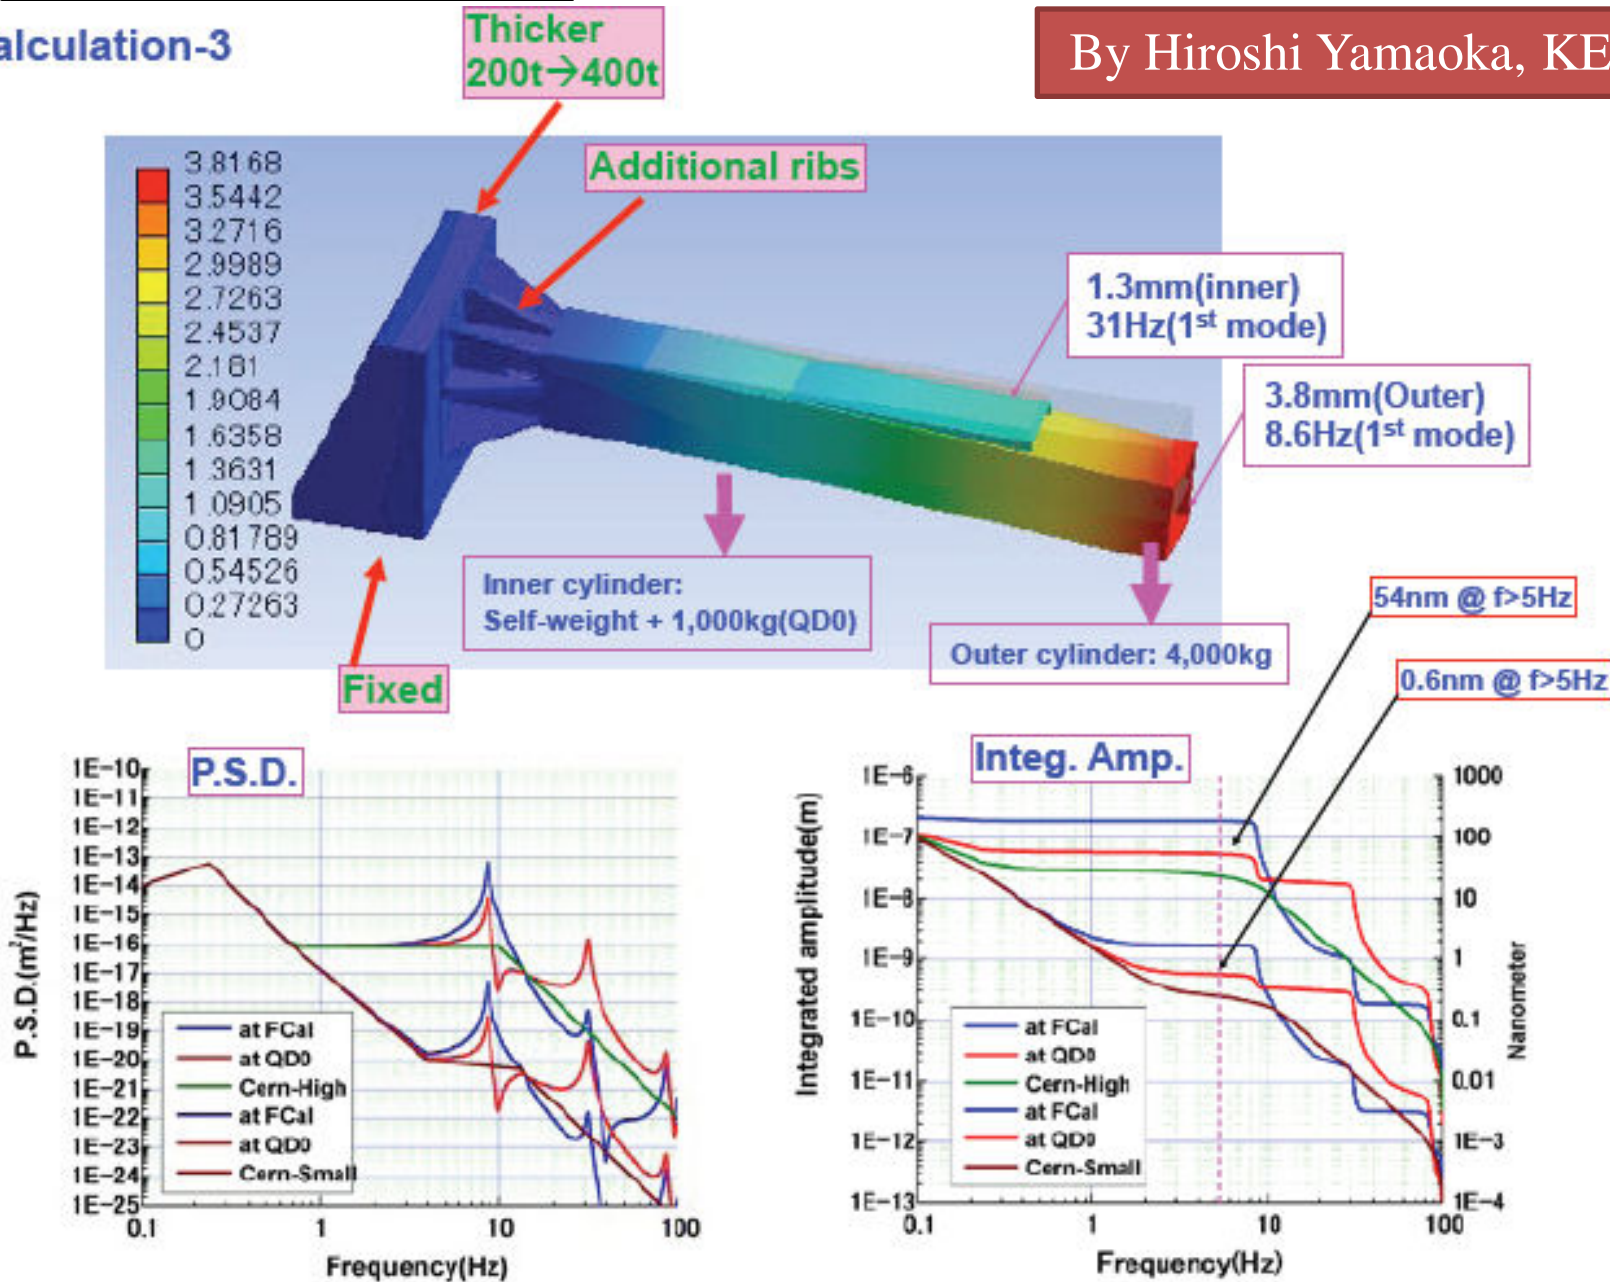 alculation-3
Thicker
200t→400t
By Hiroshi Yamaoka, KE
Additional ribs
3.8168
3.5442
3.2716
2.9989
2.7263
2.4537
2.181
1.9084
1.6358
1.3631
1.0905
0.81789
0.54526
0.27263
0
1.3mm(inner)
31Hz(1st mode)
3.8mm(Outer)
8.6Hz(1st mode)
Inner cylinder:
Self-weight + 1,000kg(QD0)
Outer cylinder: 4,000kg
Fixed
54nm @ f>5Hz
0.6nm @ f>5Hz
P.S.D.
P.S.D.(m²/Hz)
1E-10
1E-11
1E-12
1E-13
1E-14
1E-15
1E-16
1E-17
1E-18
1E-19
1E-20
1E-21
1E-22
1E-23
1E-24
1E-25
at FCal
at QD0
Cern-High
at FCal
at QD0
Cern-Small
0.1
1
10
100
Frequency(Hz)
Integ. Amp.
Integrated amplitude(m)
1E-6
1E-7
1E-8
1E-9
1E-10
1E-11
1E-12
1E-13
at FCal
at QD0
Cern-High
at FCal
at QD0
Cern-Small
1000
100
10
1
0.1
0.01
1E-3
1E-4
Nanometer
0.1
1
10
100
Frequency(Hz)